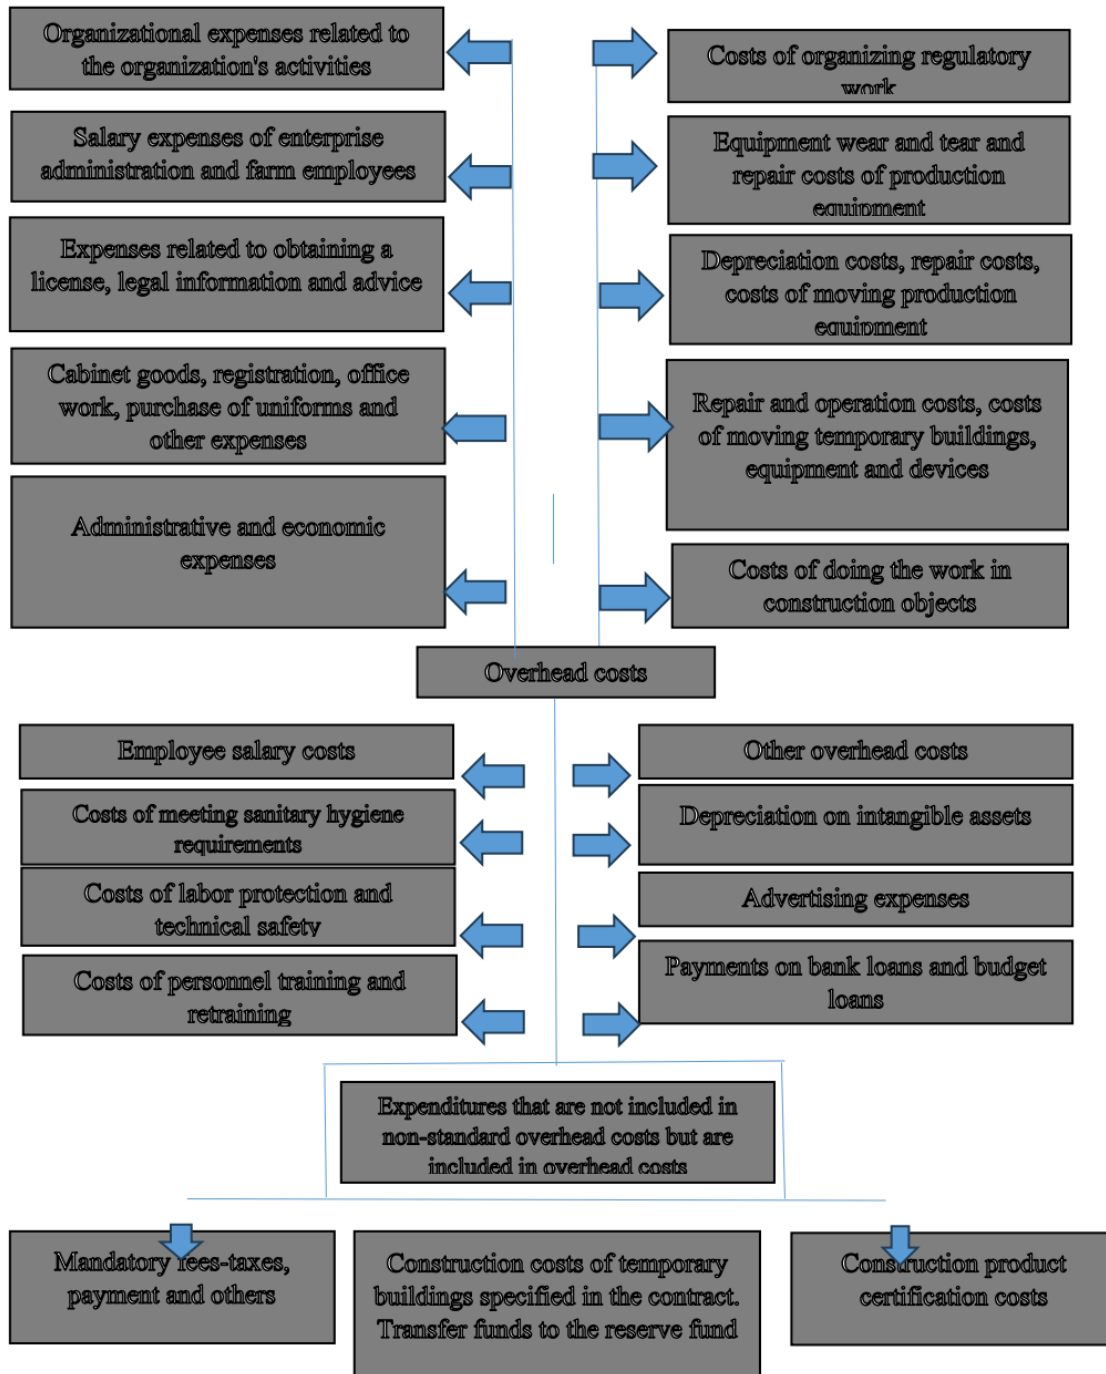 Organizational expenses related to
the organization's activities
Costs of organizing regulatory
work
Salary expenses of enterprise
administration and farm employees
Equipment wear and tear and
repair costs of production
equipment
Expenses related to obtaining a
license, legal information and advice
Depreciation costs, repair costs,
costs of moving production
equipment
Cabinet goods, registration, office
work, purchase of uniforms and
other expenses
Repair and operation costs, costs
of moving temporary buildings,
equipment and devices
Administrative and economic
expenses
Costs of doing the work in
construction objects
Overhead costs
Employee salary costs
Other overhead costs
Costs of meeting sanitary hygiene
requirements
Depreciation on intangible assets
Costs of labor protection and
technical safety
Advertising expenses
Costs of personnel training and
retraining
Payments on bank loans and budget
loans
Expenditures that are not included in
non-standard overhead costs but are
included in overhead costs
Mandatory fees-taxes,
payment and others
Construction costs of temporary
buildings specified in the contract.
Transfer funds to the reserve fund
Construction product
certification costs